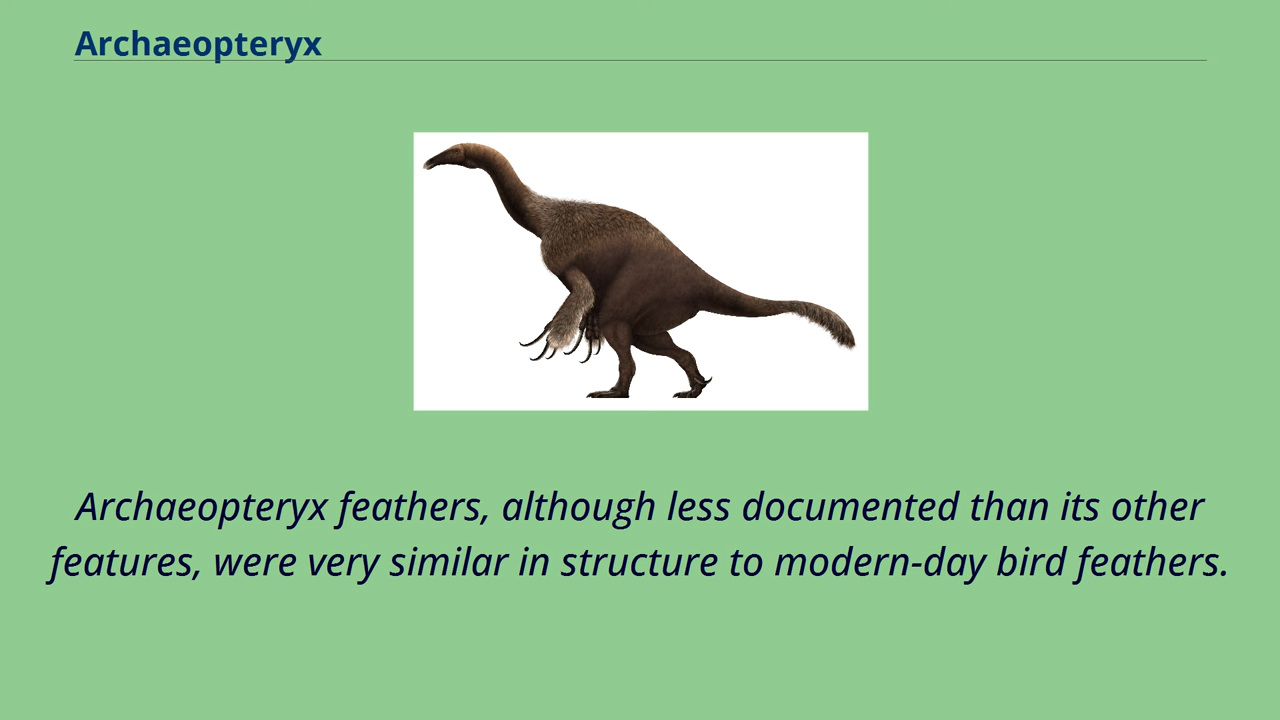 Archaeopteryx
Archaeopteryx feathers, although less documented than its other
features, were very similar in structure to modern-day bird feathers.